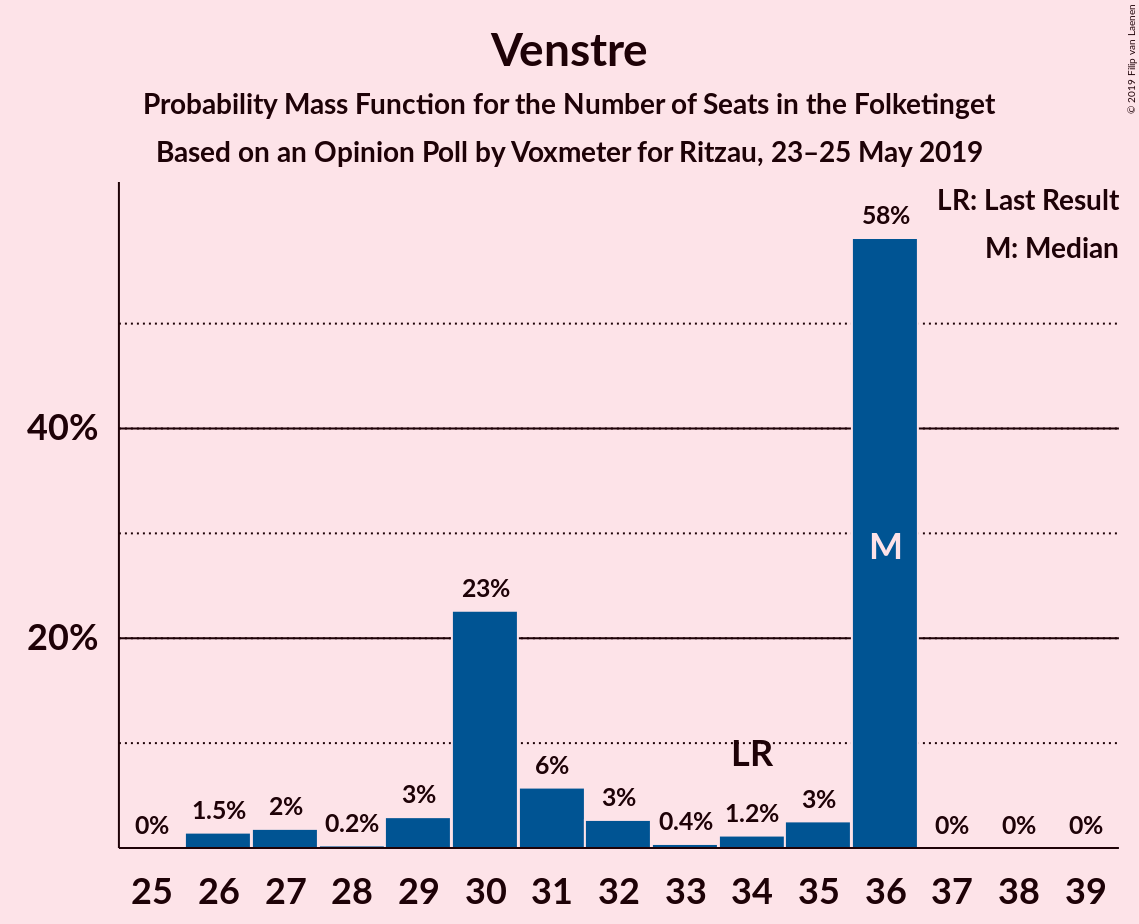 Venstre
Probability Mass Function for the Number of Seats in the Folketinget
Based on an Opinion Poll by Voxmeter for Ritzau, 23–25 May 2019
© 2019 Filip van Laenen
LR: Last Result
M: Median
58%
40%
M
23%
20%
LR
0% 1.5% 2% 0.2% 3% 6% 3% 0.4% 1.2% 3% 0% 0% 0%
25 26 27 28 29 30 31 32 33 34 35 36 37 38 39